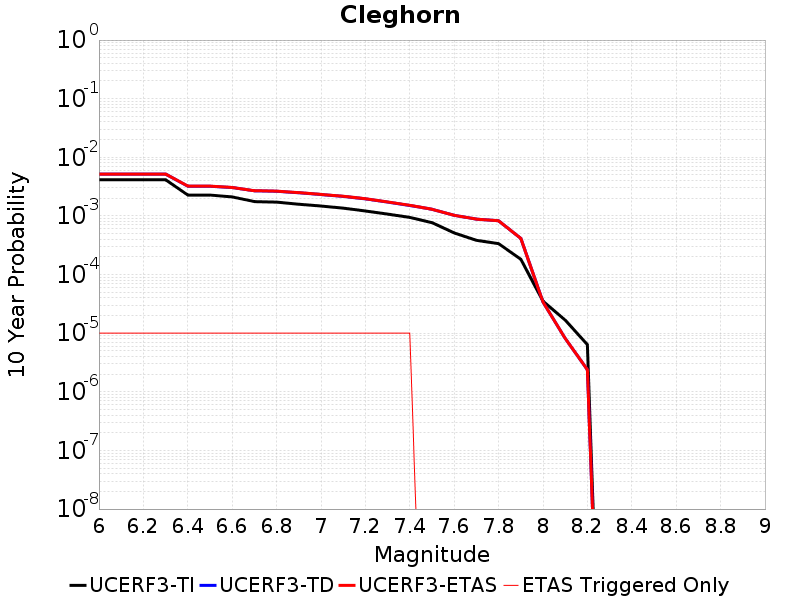 Cleghorn
10 Year Probability
10^0
10^-1
10^-2
10^-3
10^-4
10^-5
10^-6
10^-7
10^-8
6 6.2 6.4 6.6 6.8 7 7.2 7.4 7.6 7.8 8 8.2 8.4 8.6 8.8 9
Magnitude
UCERF3-TI UCERF3-TD UCERF3-ETAS ETAS Triggered Only